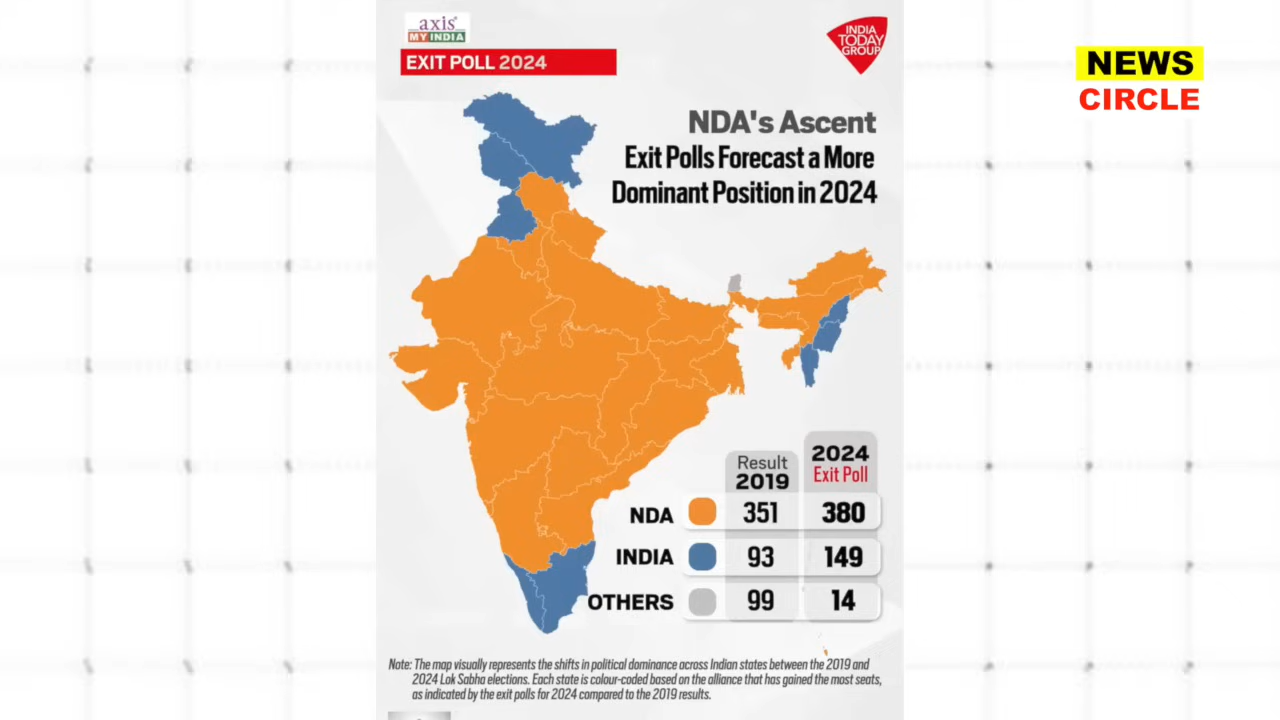 axis
MY INDIA
EXIT POLL 2024
INDIA
TODAY
GROUP
NEWS
CIRCLE
NDA's Ascent
Exit Polls Forecast a More
Dominant Position in 2024
Result
2019
2024
Exit Poll
NDA 351 380
INDIA 93 149
OTHERS 99 14
Note: The map visually represents the shifts in political dominance across Indian states between the 2019 and
2024 Lok Sabha elections. Each state is colour-coded based on the alliance that has gained the most seats,
as indicated by the exit polls for 2024 compared to the 2019 results.